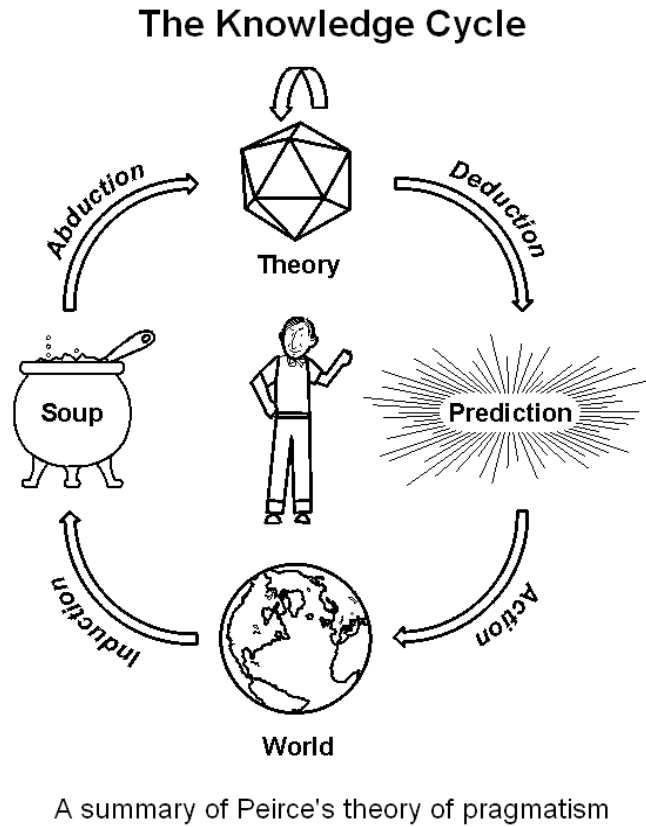 The Knowledge Cycle
Abduction
Deduction
Theory
Soup
Prediction
Induction
Action
World
A summary of Peirce's theory of pragmatism